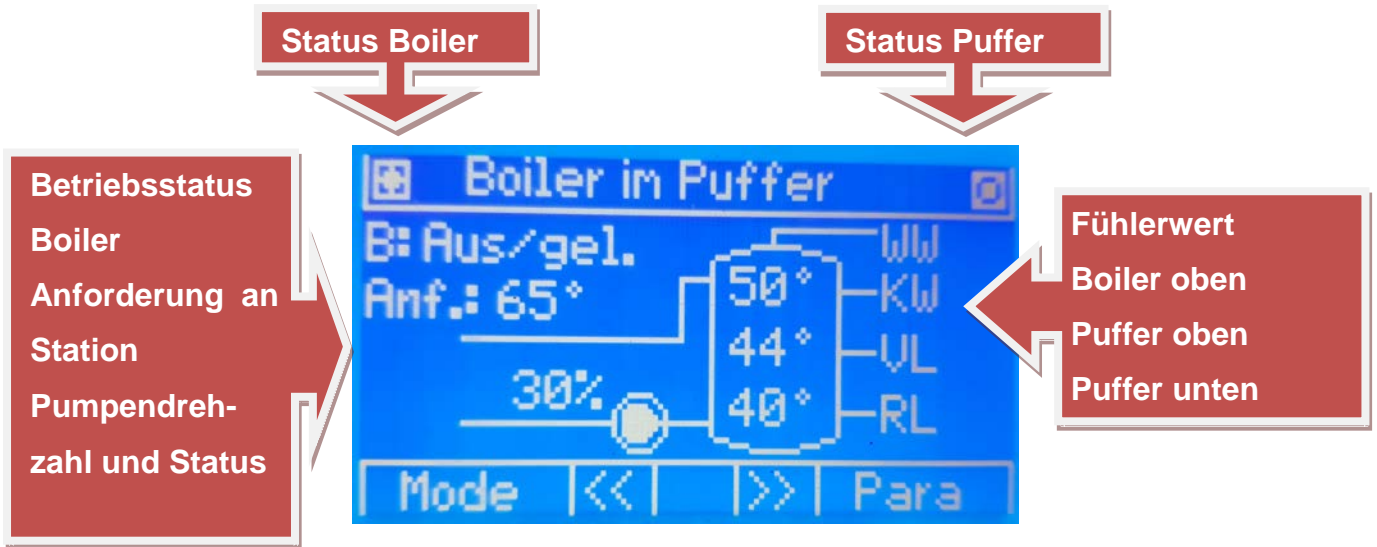 Status Boiler
Status Puffer
Betriebsstatus
Boiler
Anforderung an
Station
Pumpendreh-
zahl und Status
Boiler in Puffer
B: Aus/gel.
Anf.: 65°
30%
50°
44°
40°
WW
KW
VL
RL
Mode << >> Para
Fühlerwert
Boiler oben
Puffer oben
Puffer unten